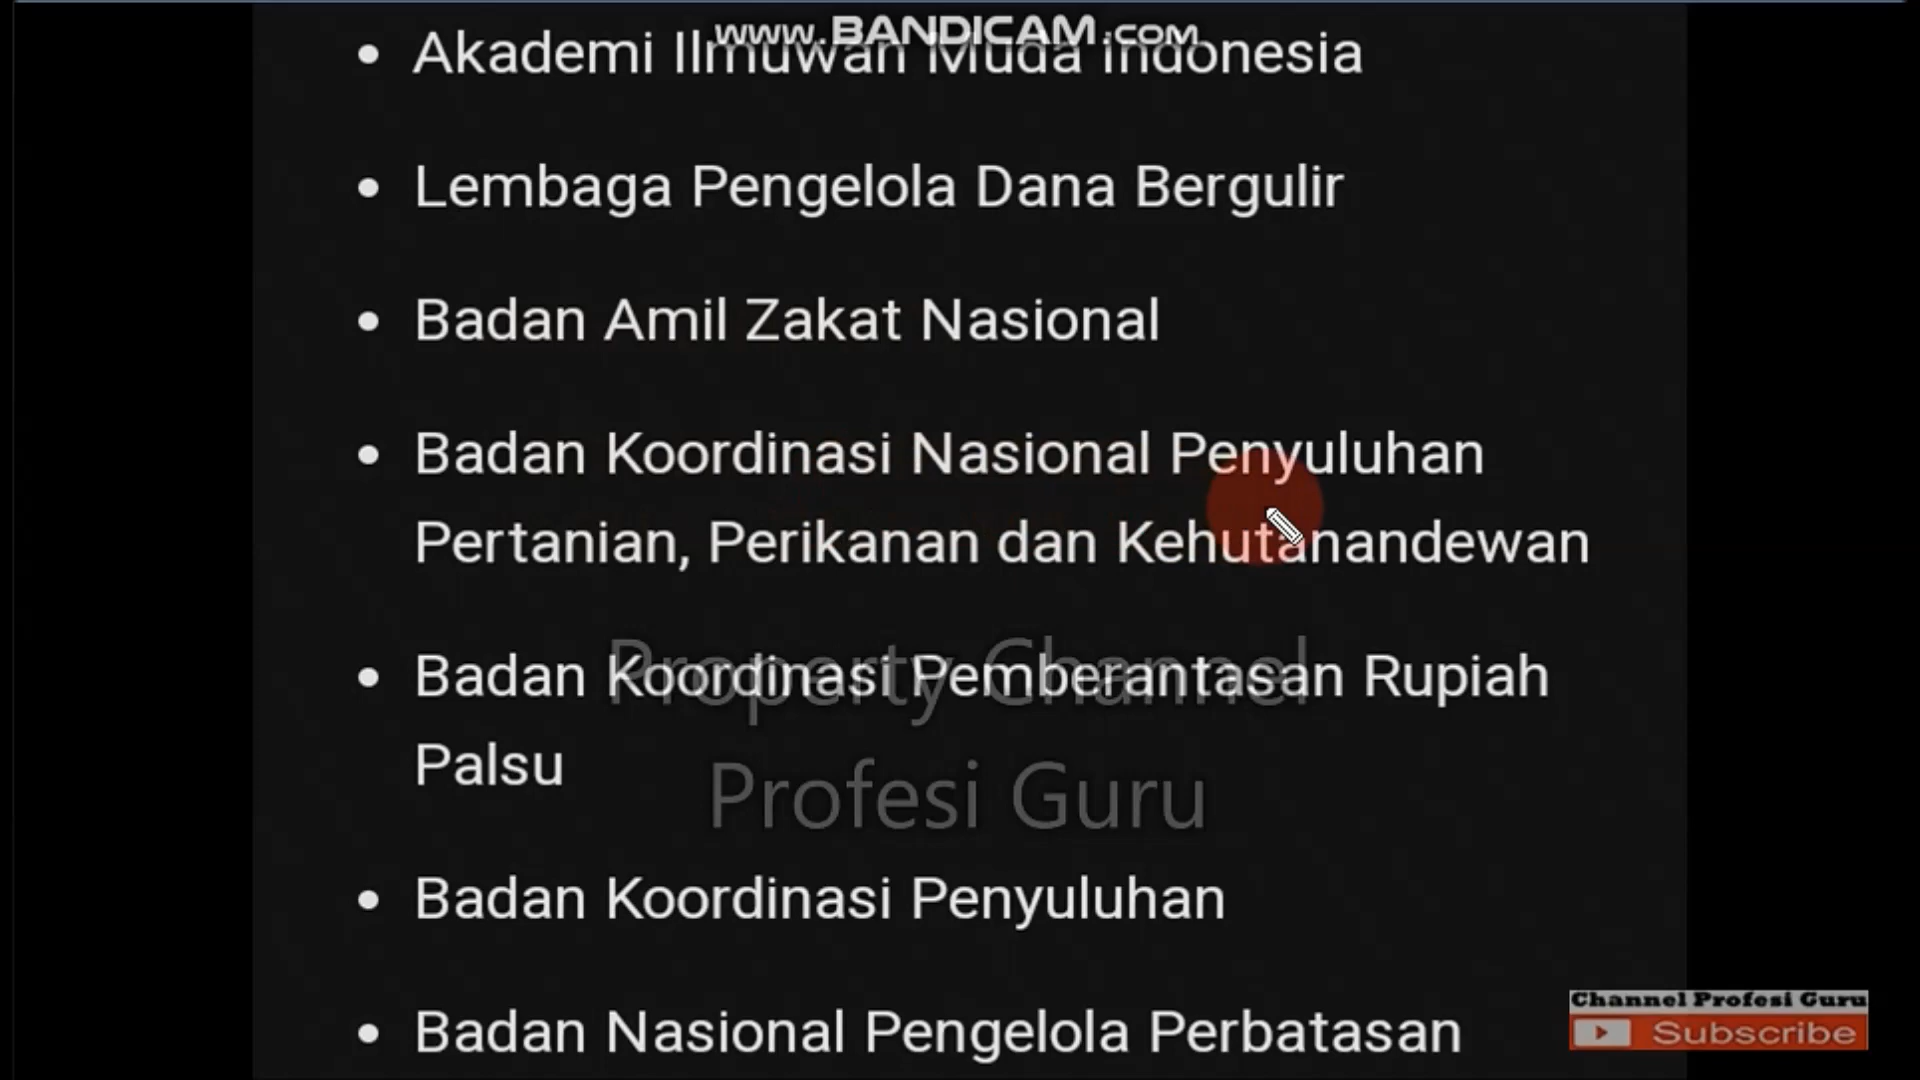 www.BANDICAM.com
Akademi Ilmuwan Muda indonesia
Lembaga Pengelola Dana Bergulir
Badan Amil Zakat Nasional
Badan Koordinasi Nasional Penyuluhan
Pertanian, Perikanan dan Kehutanandewan
Badan Koordinasi Pemberantasan Rupiah
Palsu
Property Channel
Profesi Guru
Badan Koordinasi Penyuluhan
Badan Nasional Pengelola Perbatasan
Channel Profesi Guru
Subscribe